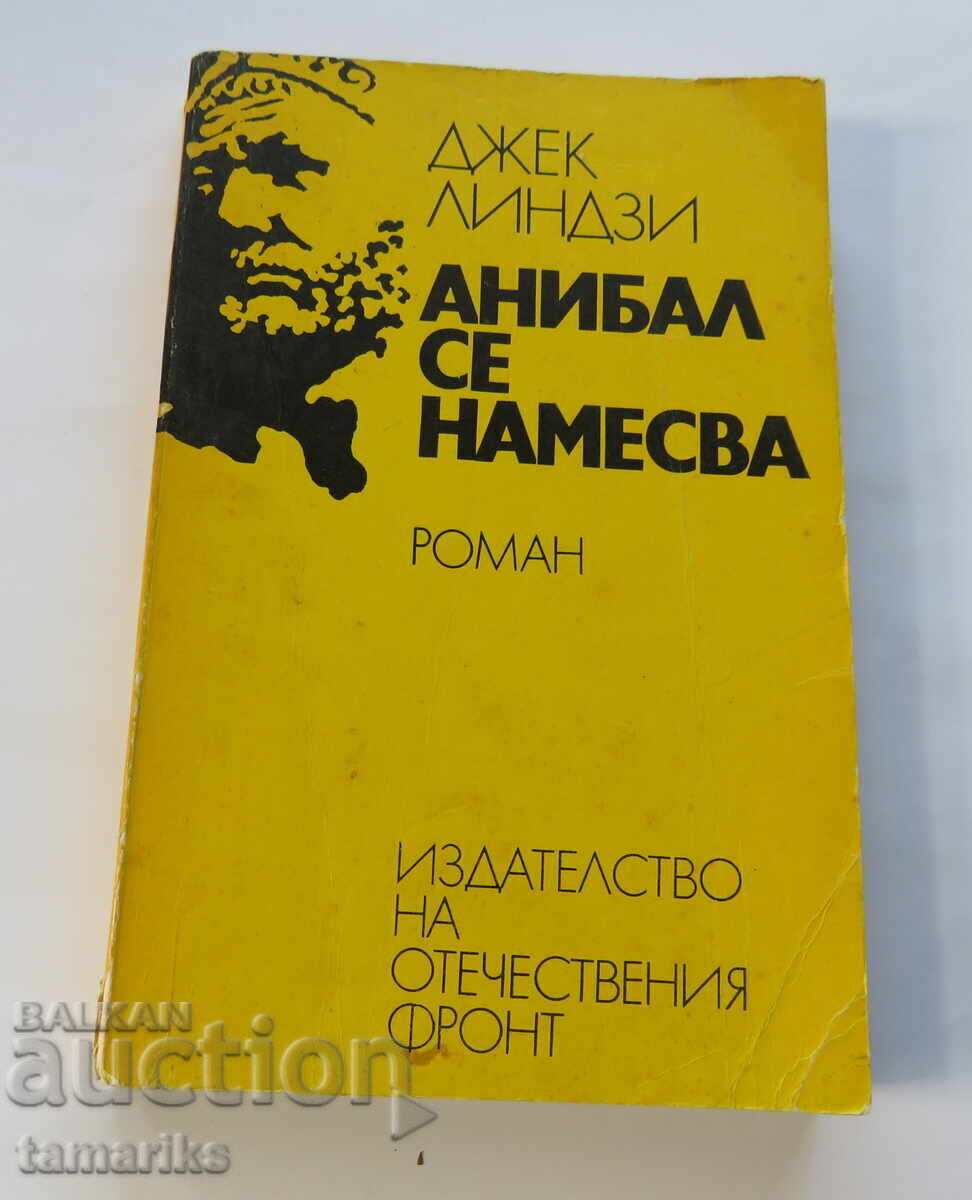 ДЖЕК
ЛИНДЗИ
АНИБАЛ
СЕ
НАМЕСВА
РОМАН
ИЗДАТЕЛСТВО
НА
ОТЕЧЕСТВЕНИЯ
ФРОНТ
BALKAN
auction
tamariks